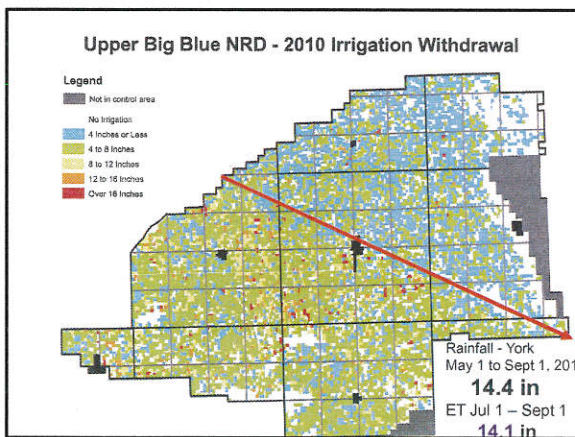 Upper Big Blue NRD - 2010 Irrigation Withdrawal
Legend
Not in control area
No Irrigation
4 Inches or Less
4 to 8 Inches
8 to 12 Inches
12 to 16 Inches
Over 16 Inches
Rainfall - York
May 1 to Sept 1, 201
14.4 in
ET Jul 1 – Sept 1
14.1 in